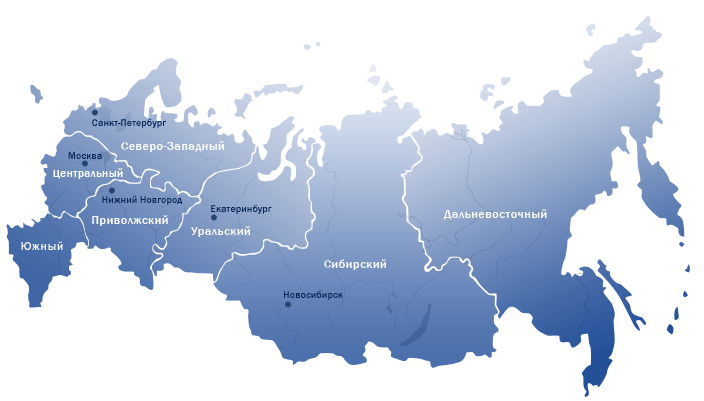 Санкт-Петербург
Северо-Западный
Москва
Центральный
Нижний Новгород
Екатеринбург
Приволжский
Дальневосточный
Уральский
Южный
Сибирский
Новосибирск